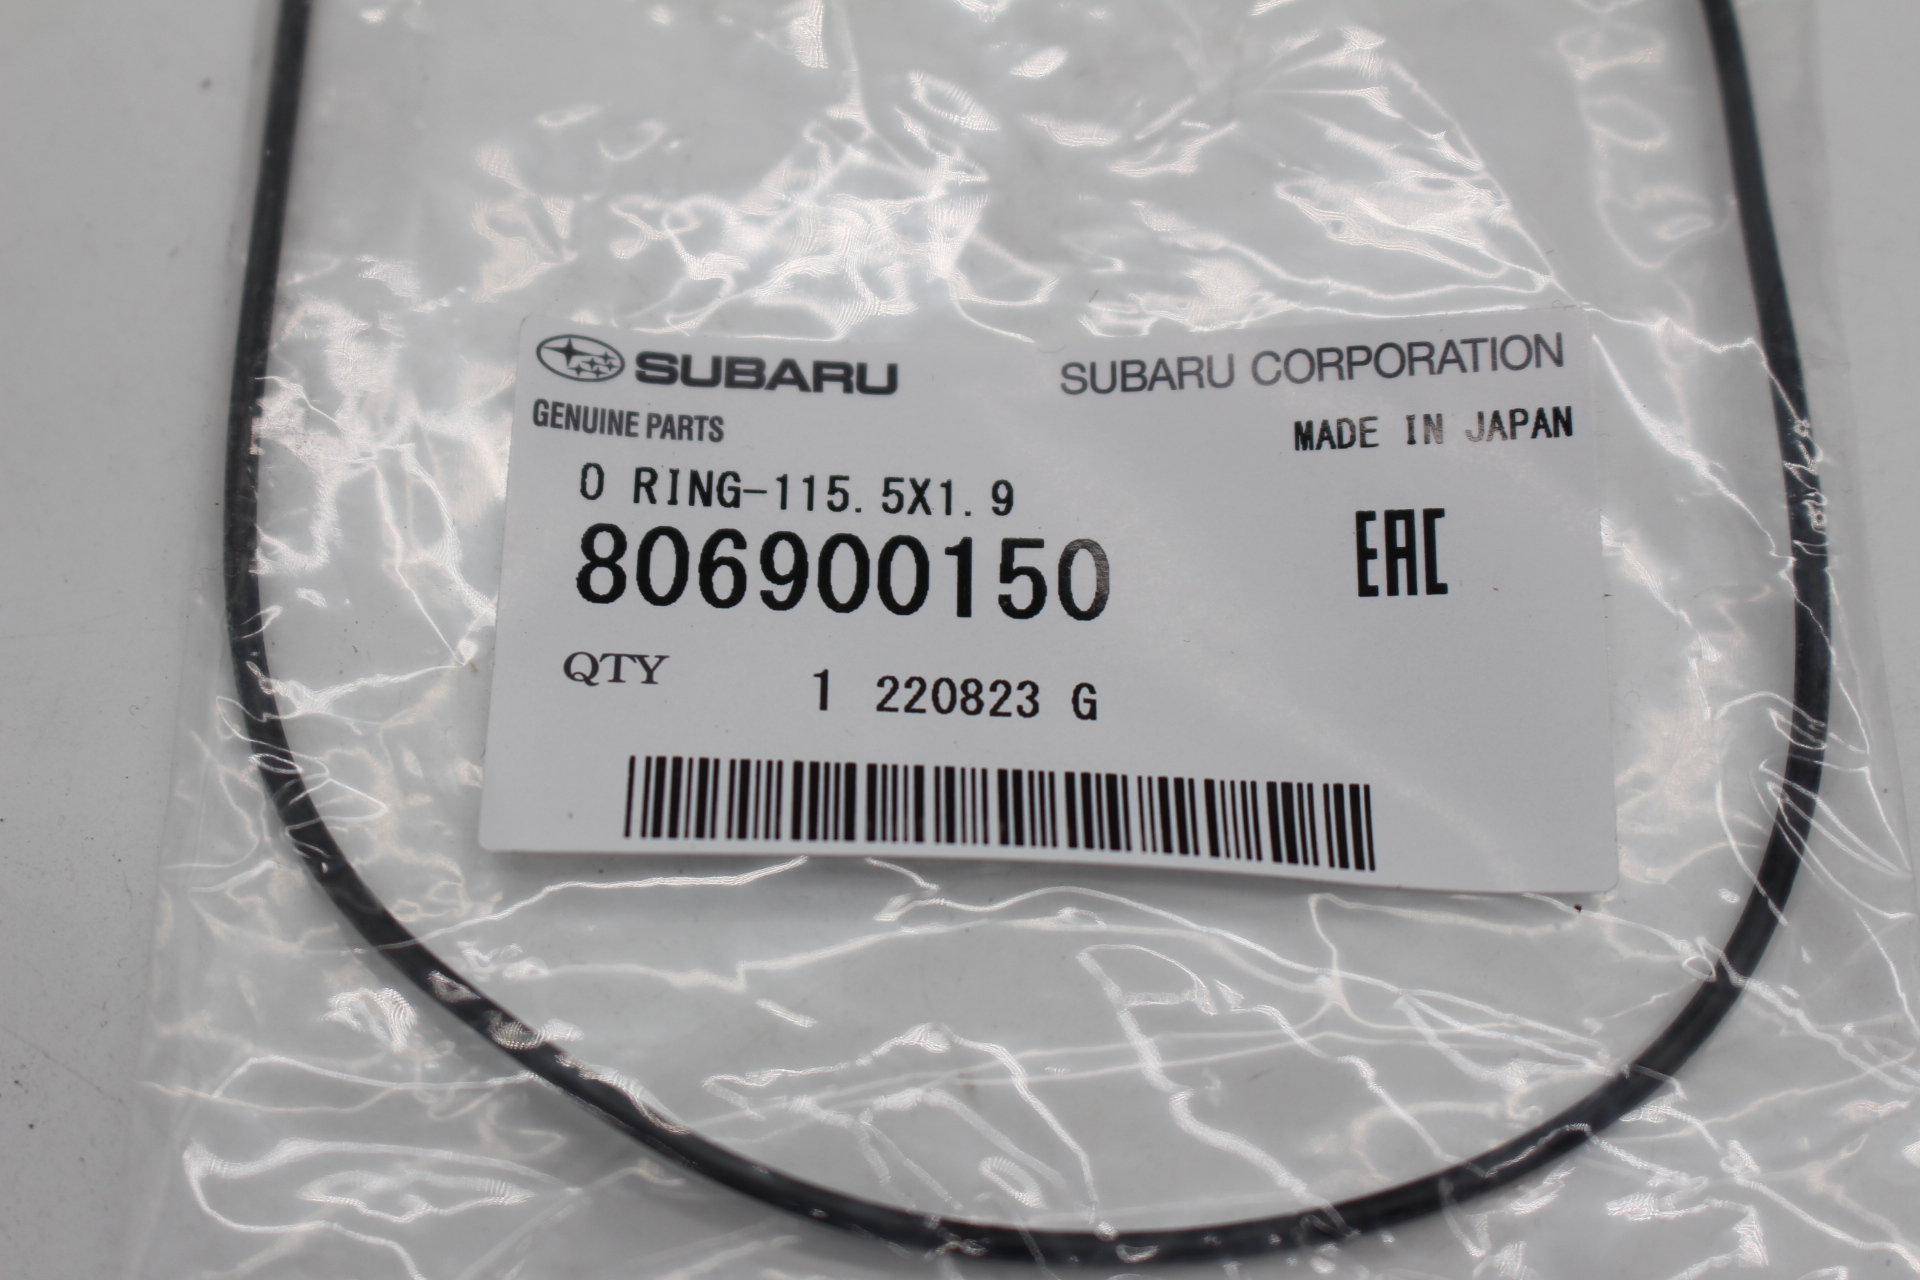 SUBARU
SUBARU CORPORATION
GENUINE PARTS
MADE IN JAPAN
O RING-115.5X1.9
806900150
EAC
QTY 1 220823 G